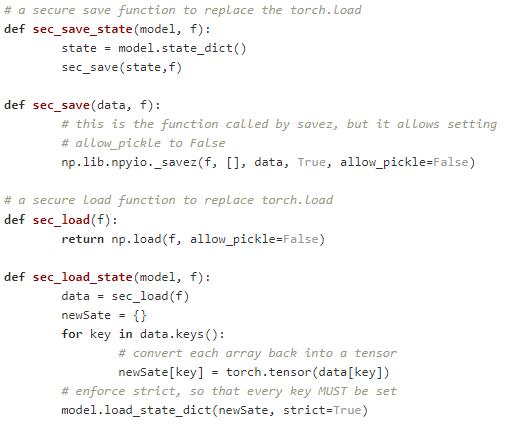 # a secure save function to replace the torch.load
def sec_save_state(model, f):
        state = model.state_dict()
        sec_save(state,f)

def sec_save(data, f):
        # this is the function called by savez, but it allows setting
        # allow_pickle to False
        np.lib.npyio._savez(f, [], data, True, allow_pickle=False)

# a secure load function to replace torch.load
def sec_load(f):
        return np.load(f, allow_pickle=False)

def sec_load_state(model, f):
        data = sec_load(f)
        newSate = {}
        for key in data.keys():
                # convert each array back into a tensor
                newSate[key] = torch.tensor(data[key])
        # enforce strict, so that every key MUST be set
        model.load_state_dict(newSate, strict=True)